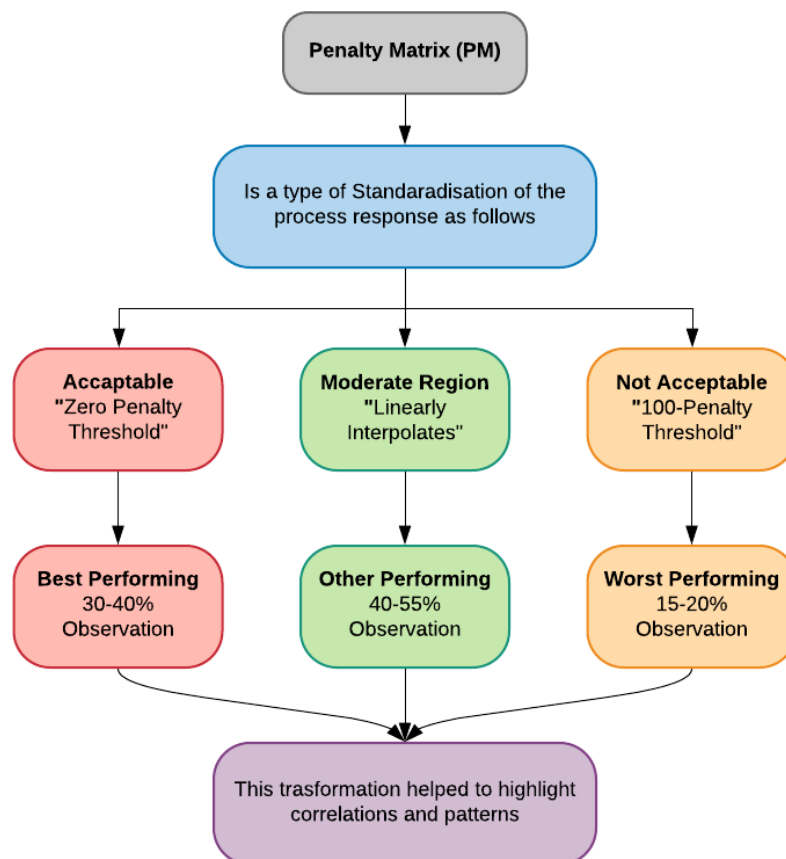 Penalty Matrix (PM)
Is a type of Standaradisation of the
process response as follows
Accaptable
"Zero Penalty
Threshold"
Moderate Region
"Linearly
Interpolates"
Not Acceptable
"100-Penalty
Threshold"
Best Performing
30-40%
Observation
Other Performing
40-55%
Observation
Worst Performing
15-20%
Observation
This trasformation helped to highlight
correlations and patterns